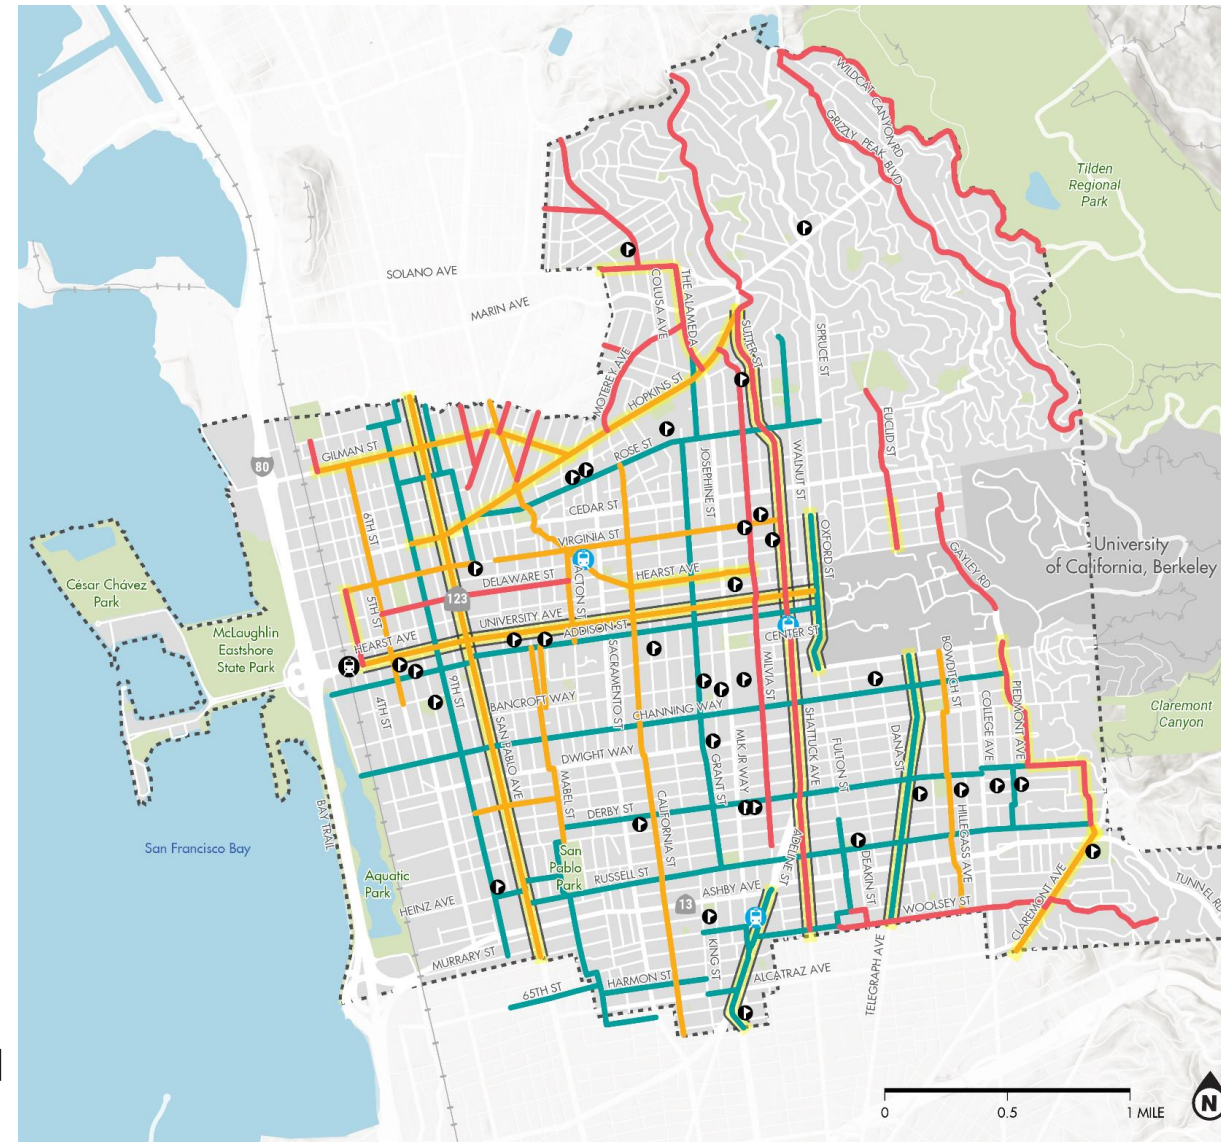 WILDCAT CANYON RD
GRIZZLY PEAK BLVD
Tilden
Regional
Park
SOLANO AVE
MARIN AVE
COLUSA AVE
THE ALAMEDA
SUTTER ST
SPRUCE ST
MOTEREY AVE
HOPKINS ST
EUCLID ST
GILMAN ST
80
ROSE ST
JOSEPHINE ST
WALNUT ST
6TH ST
CEDAR ST
VIRGINIA ST
OXFORD ST
GAYLEY RD
University
of California, Berkeley
César Chávez
Park
DELAWARE ST
ACTON ST
HEARST AVE
123
5TH ST
UNIVERSITY AVE
ADDISON ST
CENTER ST
McLaughlin
Eastshore
State Park
HEARST AVE
SACRAMENTO ST
MILVIA ST
BOWDITCH ST
PIEDMONT AVE
4TH ST
9TH ST
BANCROFT WAY
CHANNING WAY
COLLEGE AVE
Claremont
Canyon
SAN PABLO AVE
DWIGHT WAY
GRANT ST
MLK JR WAY
SHATTUCK AVE
FULTON ST
DANA ST
MABEL ST
DERBY ST
CALIFORNIA ST
HILLEGASS AVE
BAY TRAIL
San Francisco Bay
San
Pablo
Park
ADELINE ST
DEAKIN ST
Aquatic
Park
RUSSELL ST
ASHBY AVE
TUNNEL RD
HEINZ AVE
13
WOOLSEY ST
CLAREMONT AVE
MURRARY ST
KING ST
TELEGRAPH AVE
65TH ST
HARMON ST
ALCATRAZ AVE
0
0.5
1 MILE
N